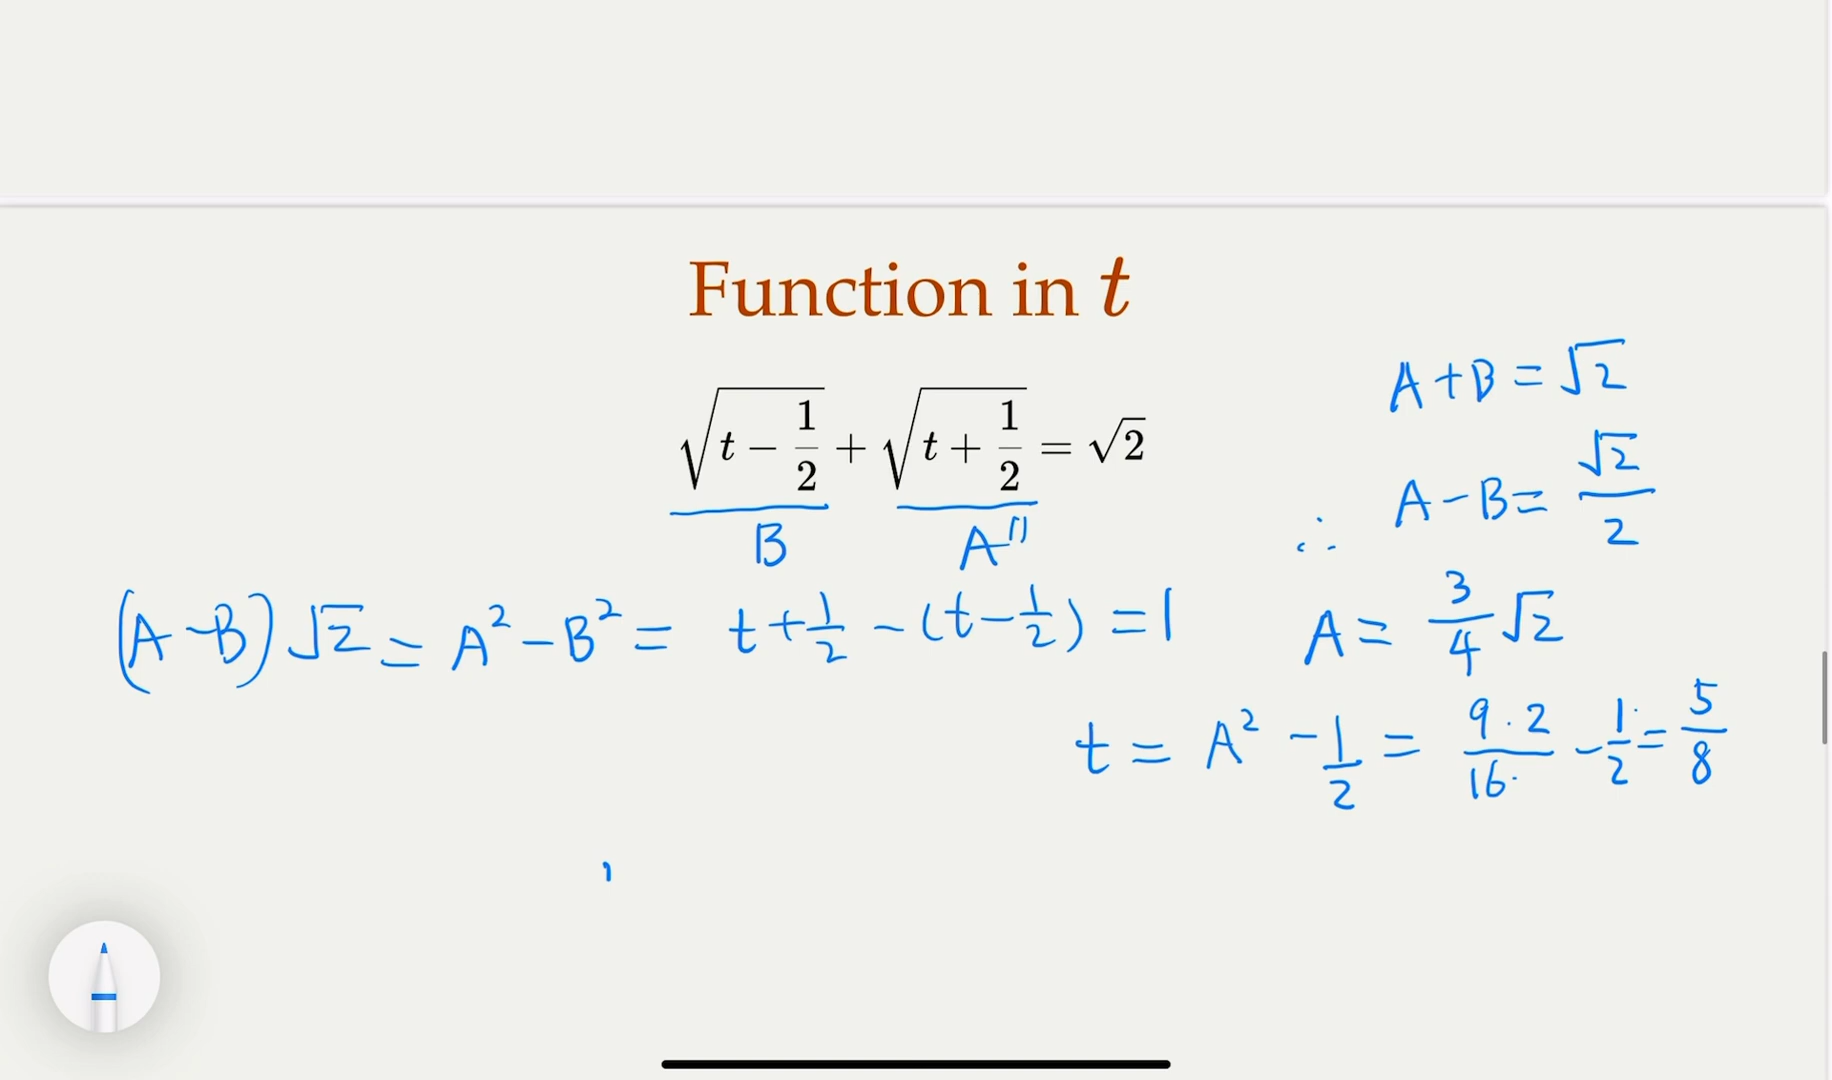 Function in t
√(t − 1/2) + √(t + 1/2) = √2
B A
(A−B)√2 = A² − B² = t + 1/2 − (t − 1/2) = 1
A + B = √2
∴ A − B = √2/2
A = 3/4 √2
t = A² − 1/2 = 9·2/16 − 1/2 = 5/8